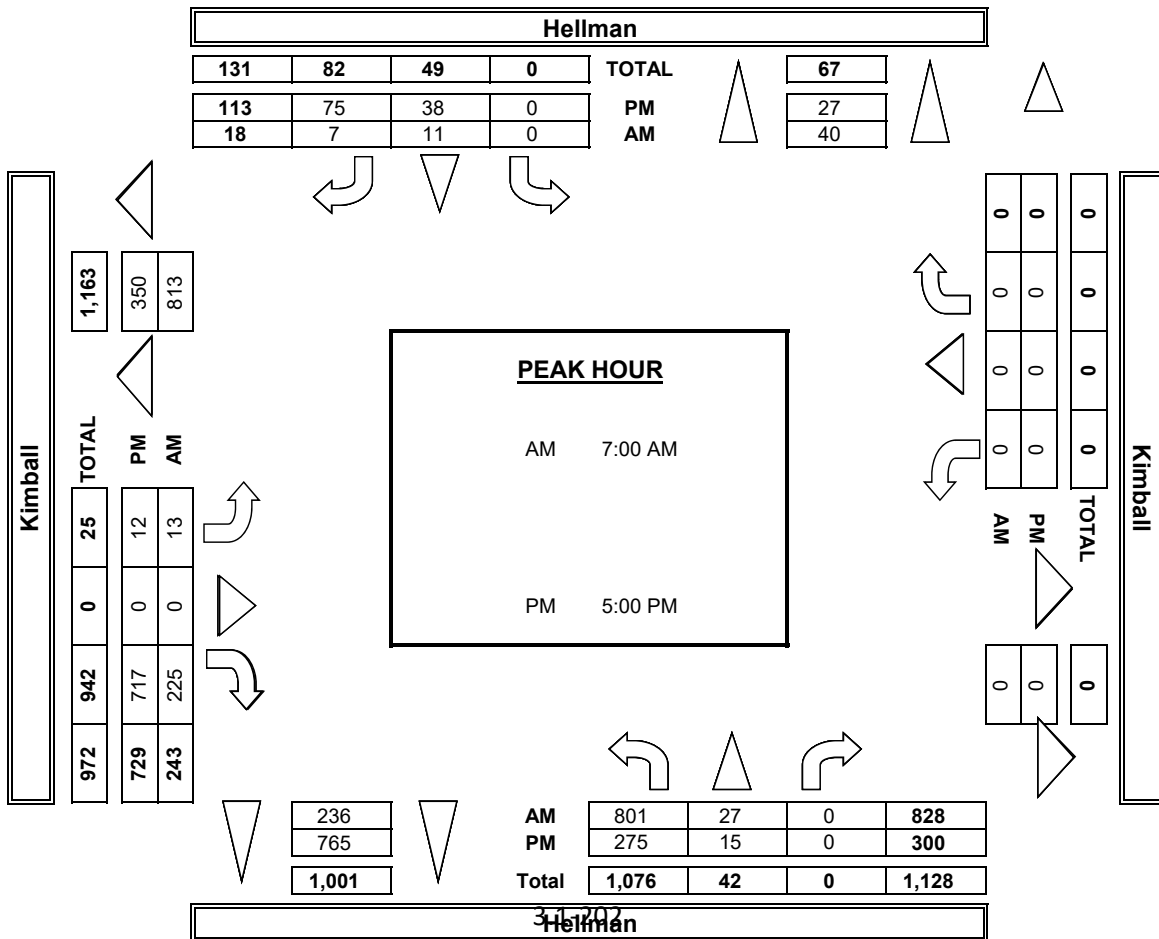 Hellman
131 82 49 0 TOTAL 67
113 75 38 0 PM 27
18 7 11 0 AM 40
Kimball
1,163
350
813
TOTAL 25 0 942 972
PM 12 0 717 729
AM 13 0 225 243
PEAK HOUR
AM 7:00 AM
PM 5:00 PM
0 0 0 0 AM 0
0 0 0 0 PM 0
0 0 0 0 TOTAL 0
Kimball
236 AM 801 27 0 828
765 PM 275 15 0 300
1,001 Total 1,076 42 0 1,128
3.1-202
Hellman